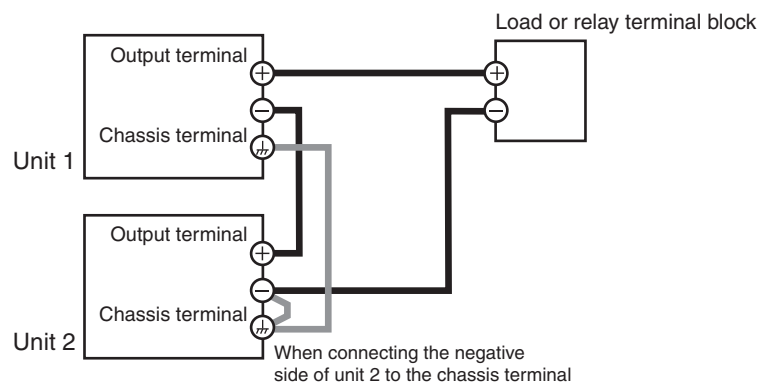 Load or relay terminal block
Output terminal
+
+
−
−
Chassis terminal
Unit 1
Output terminal
+
−
Chassis terminal
Unit 2
When connecting the negative
side of unit 2 to the chassis terminal